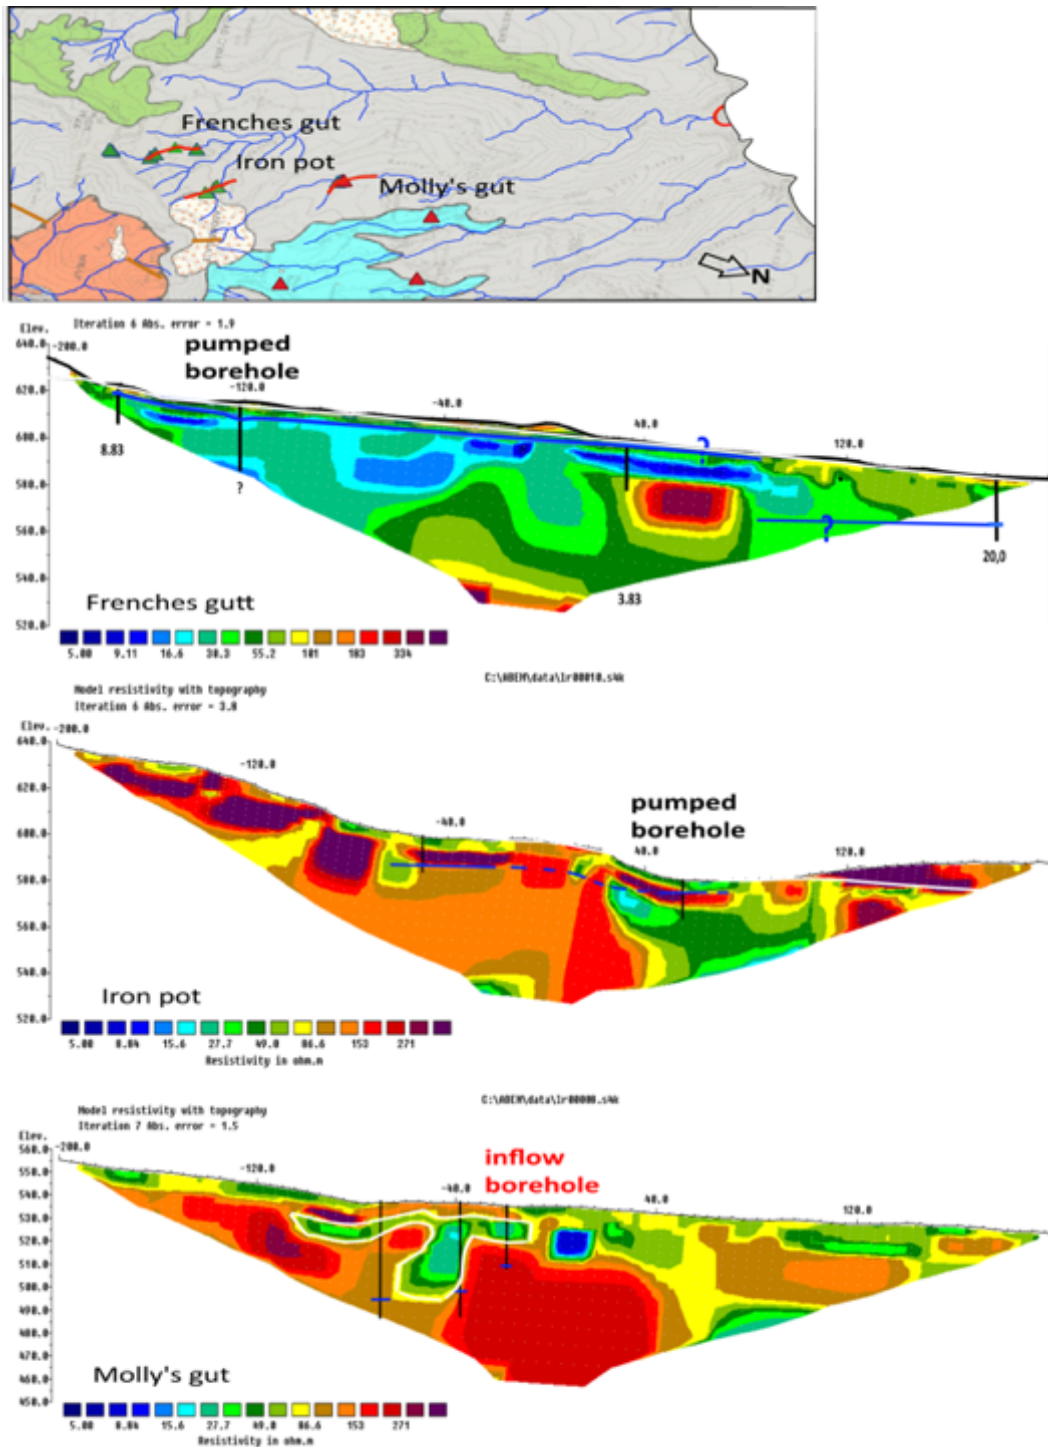 Frenches gut
Iron pot
Molly's gut
N
Iteration 6 Abs. error = 1.9
Elev.
-200.0
pumped
borehole
640.0
-120.0
620.0
-40.0
40.0
?
120.0
600.0
8.83
580.0
?
560.0
?
20,0
540.0
3.83
Frenches gutt
520.0
5.00 9.11 16.6 30.3 55.2 101 183 334
C:\ABEM\data\lr00010.s4k
Model resistivity with topography
Iteration 6 Abs. error = 3.8
Elev. -200.0
640.0
-120.0
620.0
pumped
borehole
-40.0
600.0
40.0
120.0
580.0
560.0
540.0
Iron pot
520.0
5.00 8.84 15.6 27.7 49.0 86.6 153 271
Resistivity in ohm.m
C:\ABEM\data\lr00008.s4k
Model resistivity with topography
Iteration 7 Abs. error = 1.5
Elev.
560.0
-200.0
inflow
borehole
550.0
-120.0
-40.0
40.0
540.0
120.0
530.0
520.0
510.0
500.0
490.0
480.0
470.0
460.0
Molly's gut
450.0
5.00 8.84 15.6 27.7 49.0 86.6 153 271
Resistivity in ohm.m